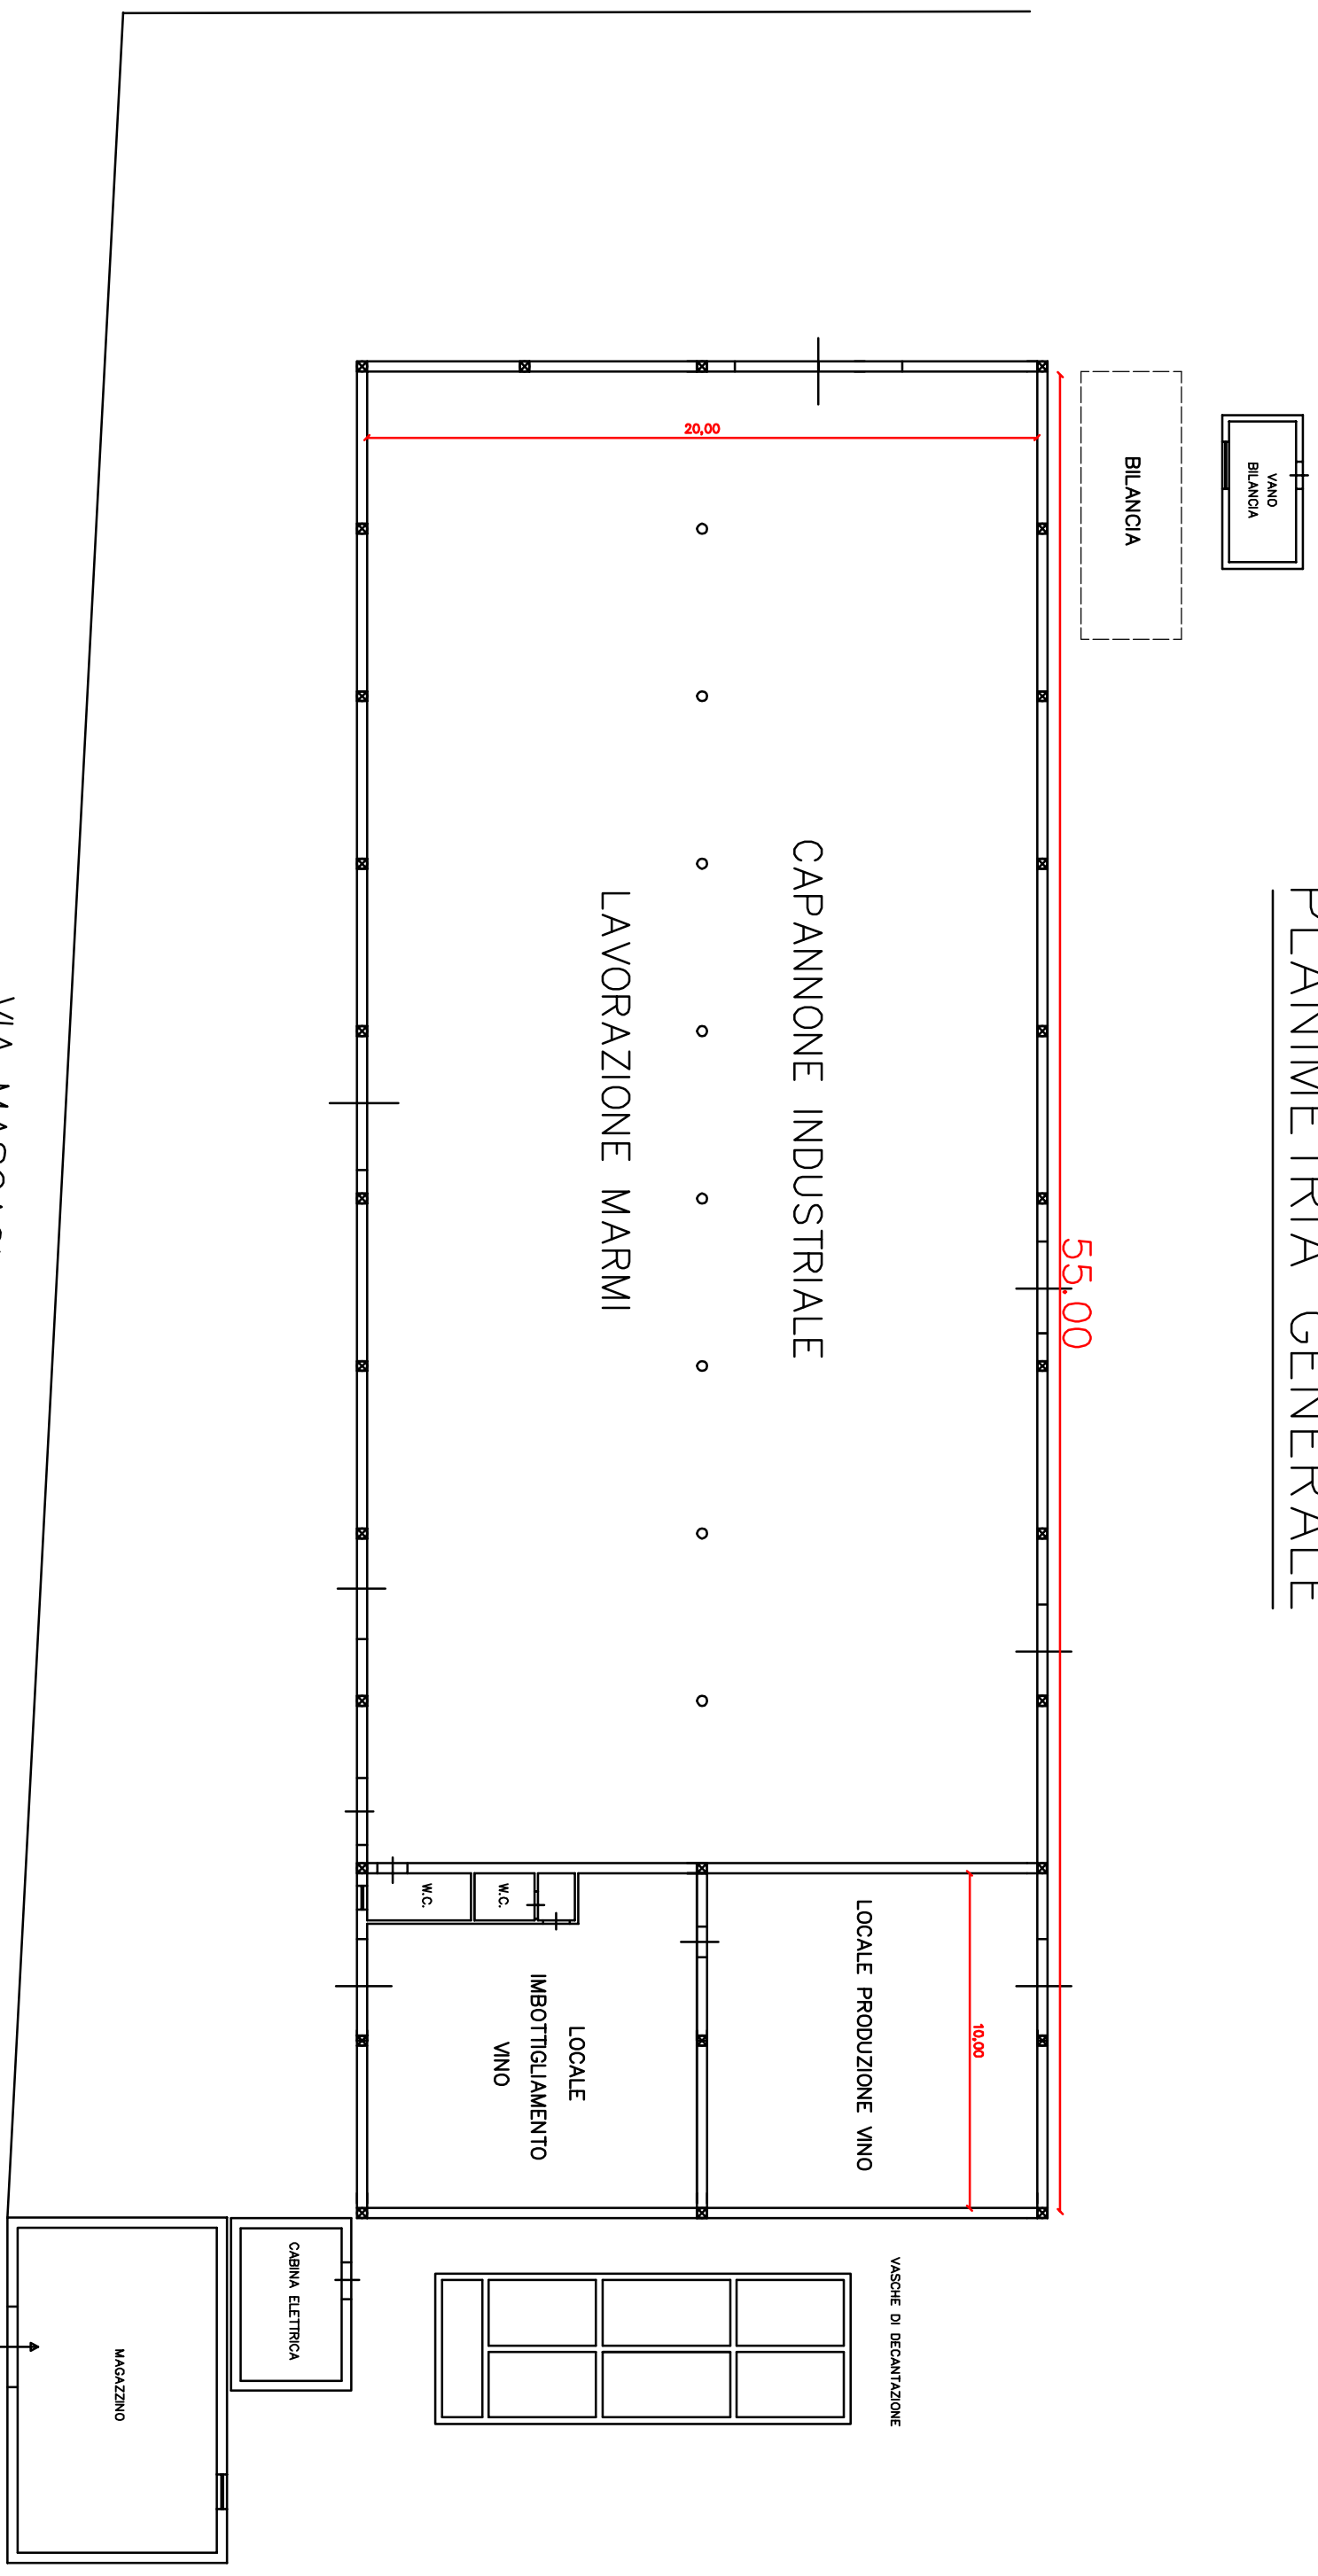 PLANIMETRIA GENERALE
VANO
BILANCIA
BILANCIA
55.00
20,00
CAPANNONE INDUSTRIALE
LAVORAZIONE MARMI
LOCALE PRODUZIONE VINO
10,00
W.C.
W.C.
LOCALE
IMBOTTIGLIAMENTO
VINO
VASCHE DI DECANTAZIONE
CABINA ELETTRICA
MAGAZZINO
VIA